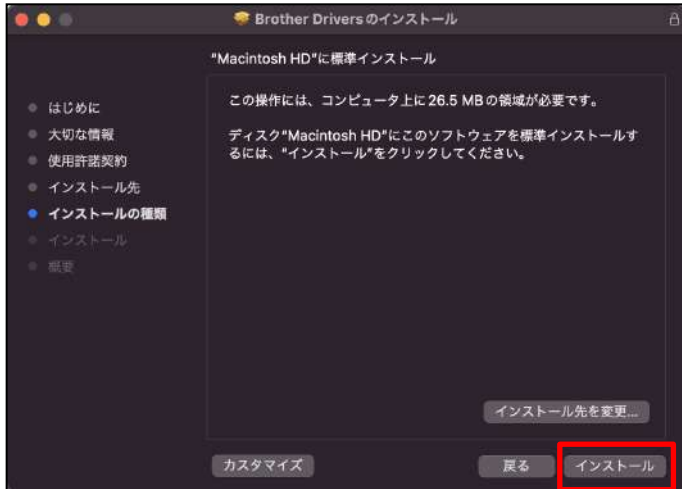 Brother Driversのインストール
"Macintosh HD"に標準インストール
はじめに
大切な情報
使用許諾契約
インストール先
インストールの種類
インストール
概要
この操作には、コンピュータ上に26.5 MBの領域が必要です。
ディスク"Macintosh HD"にこのソフトウェアを標準インストールす
るには、"インストール"をクリックしてください。
インストール先を変更...
カスタマイズ
戻る
インストール